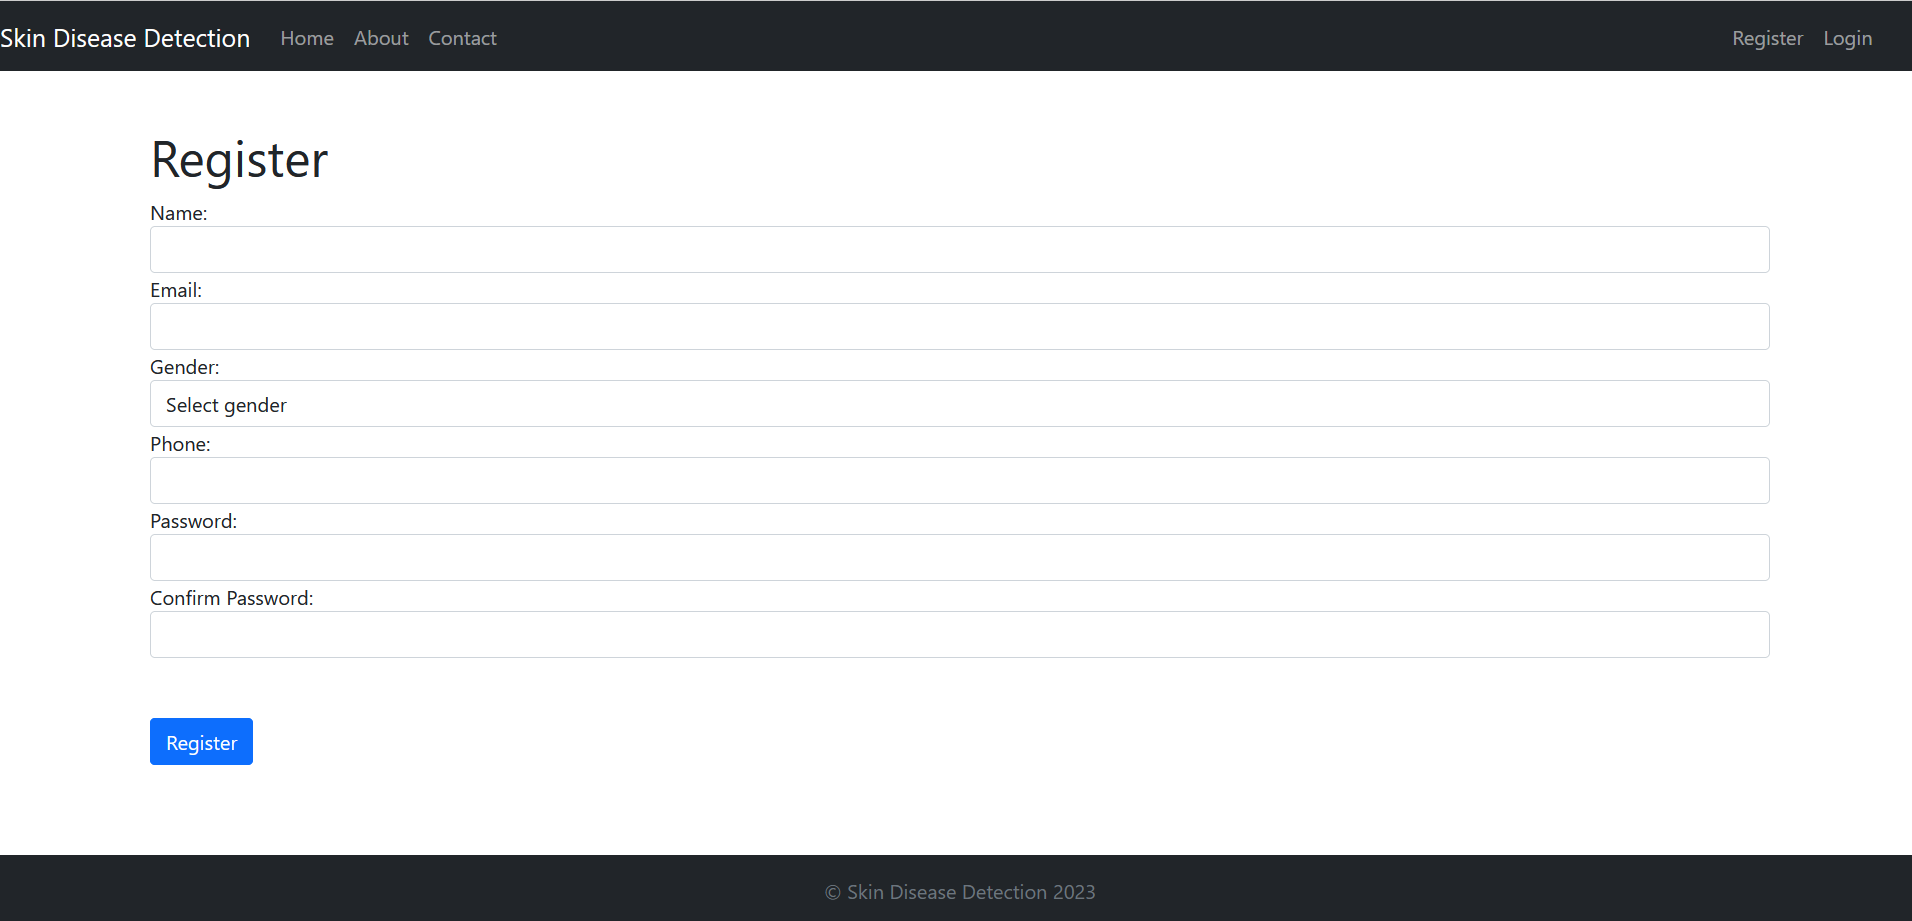 Skin Disease Detection Home About Contact Register Login
Register
Name:
Email:
Gender:
Select gender
Phone:
Password:
Confirm Password:
Register
© Skin Disease Detection 2023